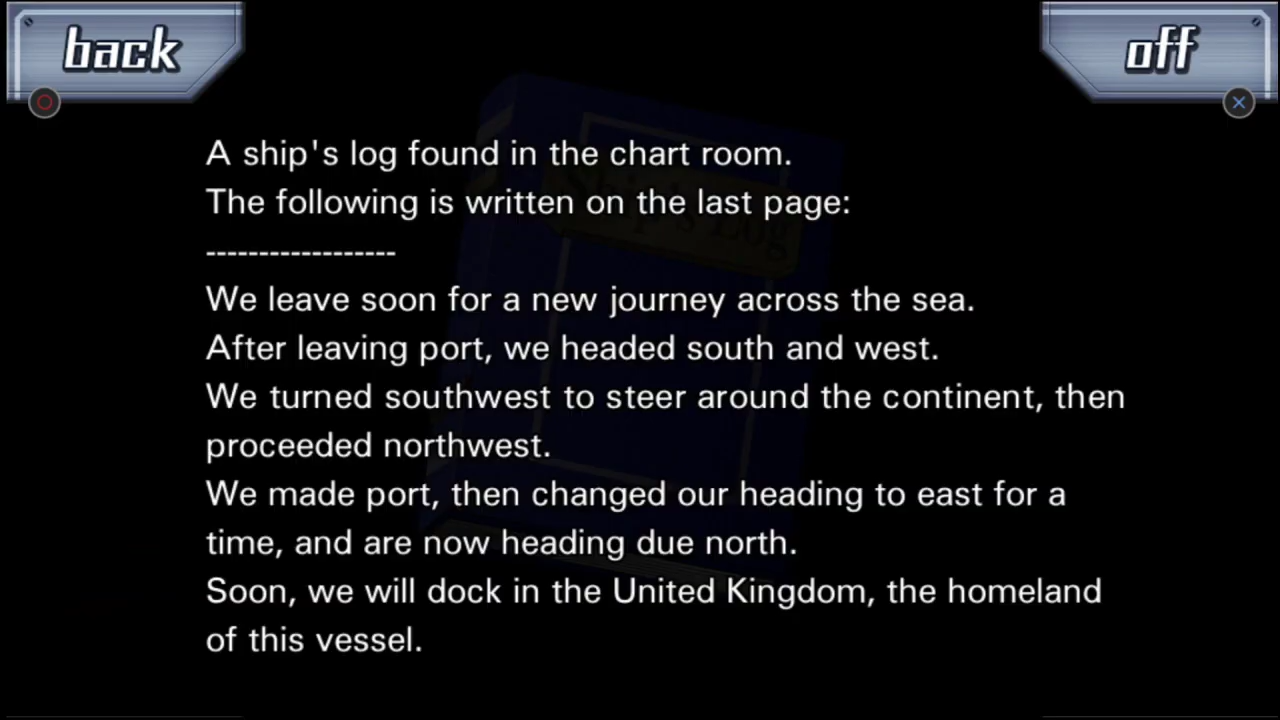 back
off
A ship's log found in the chart room.
The following is written on the last page:
------------------
We leave soon for a new journey across the sea.
After leaving port, we headed south and west.
We turned southwest to steer around the continent, then
proceeded northwest.
We made port, then changed our heading to east for a
time, and are now heading due north.
Soon, we will dock in the United Kingdom, the homeland
of this vessel.
Ship's Log